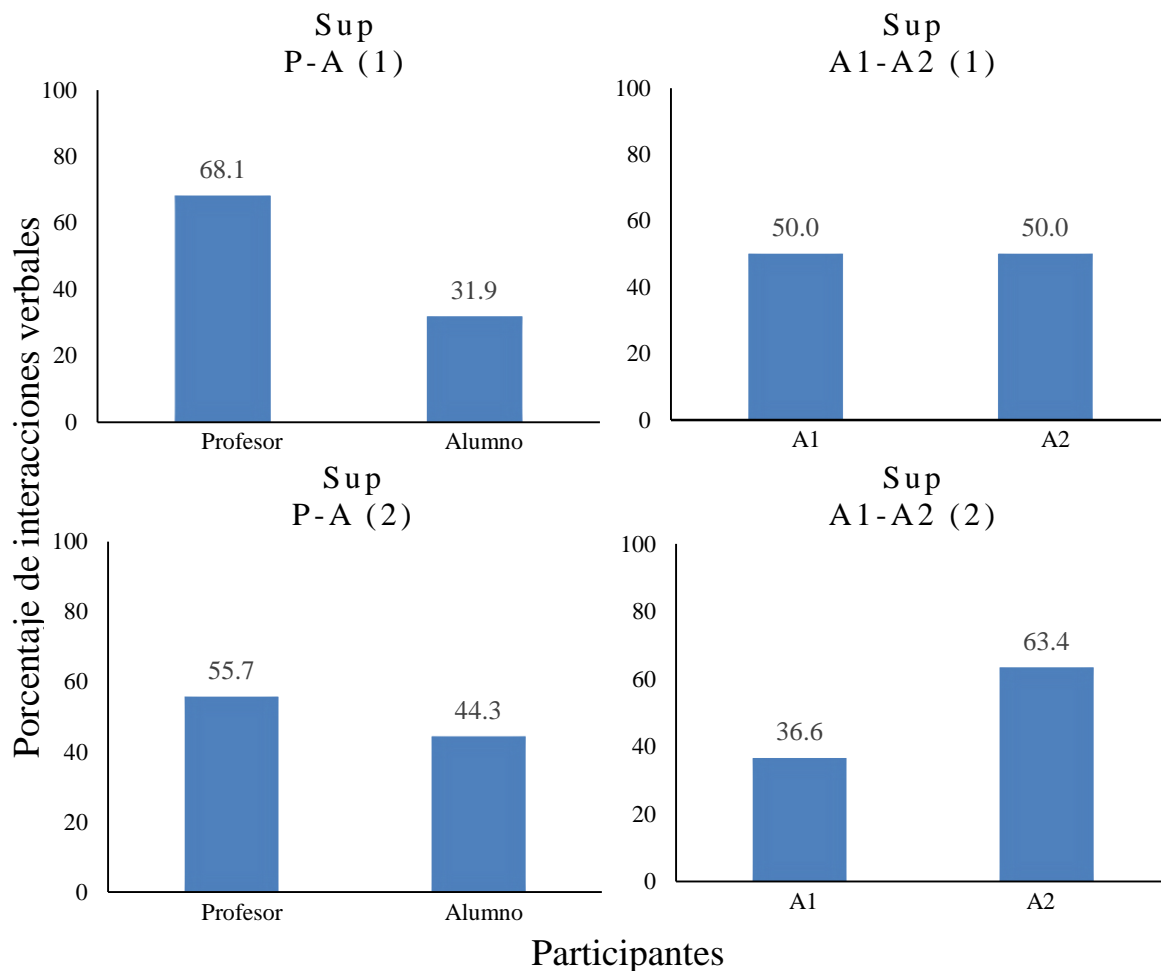 Sup
P-A (1)
Sup
A1-A2 (1)
Porcentaje de interacciones verbales
100
80
60
40
20
0
68.1
31.9
Profesor
Alumno
100
80
60
40
20
0
50.0
50.0
A1
A2
Sup
P-A (2)
Sup
A1-A2 (2)
100
80
60
40
20
0
55.7
44.3
Profesor
Alumno
100
80
60
40
20
0
36.6
63.4
A1
A2
Participantes